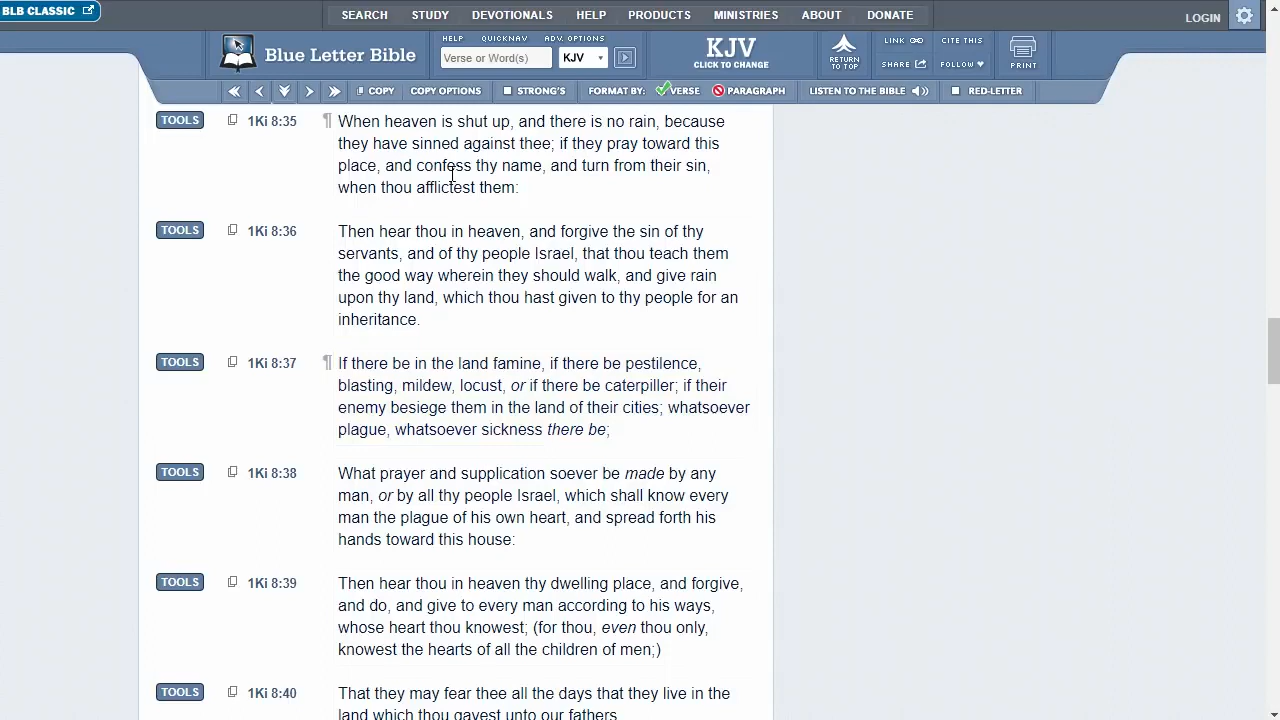 BLB CLASSIC
SEARCH STUDY DEVOTIONALS HELP PRODUCTS MINISTRIES ABOUT DONATE
LOGIN
Blue Letter Bible
HELP QUICKNAV ADV. OPTIONS
Verse or Word(s) KJV
KJV
CLICK TO CHANGE
RETURN
TO TOP
LINK CITE THIS
SHARE FOLLOW
PRINT
COPY COPY OPTIONS STRONG'S FORMAT BY: VERSE PARAGRAPH LISTEN TO THE BIBLE RED-LETTER
TOOLS 1Ki 8:35 ¶ When heaven is shut up, and there is no rain, because
they have sinned against thee; if they pray toward this
place, and confess thy name, and turn from their sin,
when thou afflictest them:
TOOLS 1Ki 8:36 Then hear thou in heaven, and forgive the sin of thy
servants, and of thy people Israel, that thou teach them
the good way wherein they should walk, and give rain
upon thy land, which thou hast given to thy people for an
inheritance.
TOOLS 1Ki 8:37 ¶ If there be in the land famine, if there be pestilence,
blasting, mildew, locust, or if there be caterpiller; if their
enemy besiege them in the land of their cities; whatsoever
plague, whatsoever sickness there be;
TOOLS 1Ki 8:38 What prayer and supplication soever be made by any
man, or by all thy people Israel, which shall know every
man the plague of his own heart, and spread forth his
hands toward this house:
TOOLS 1Ki 8:39 Then hear thou in heaven thy dwelling place, and forgive,
and do, and give to every man according to his ways,
whose heart thou knowest; (for thou, even thou only,
knowest the hearts of all the children of men;)
TOOLS 1Ki 8:40 That they may fear thee all the days that they live in the
land which thou gavest unto our fathers